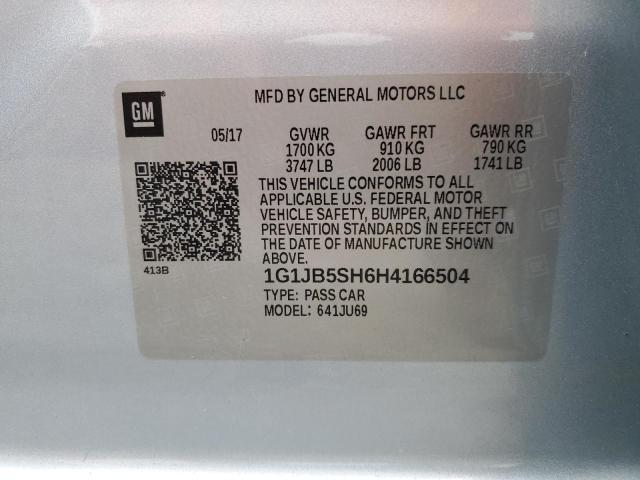 GM
MFD BY GENERAL MOTORS LLC
05/17 GVWR GAWR FRT GAWR RR
1700 KG 910 KG 790 KG
3747 LB 2006 LB 1741 LB
THIS VEHICLE CONFORMS TO ALL
APPLICABLE U.S. FEDERAL MOTOR
VEHICLE SAFETY, BUMPER, AND THEFT
PREVENTION STANDARDS IN EFFECT ON
THE DATE OF MANUFACTURE SHOWN
ABOVE.
413B
1G1JB5SH6H4166504
TYPE: PASS CAR
MODEL: 641JU69